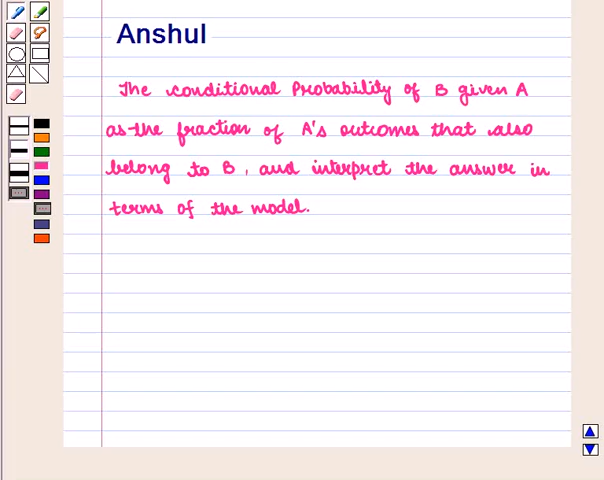 Anshul
The conditional Probability of B given A
as the fraction of A's outcomes that also
belong to B, and interpret the answer in
terms of the model.